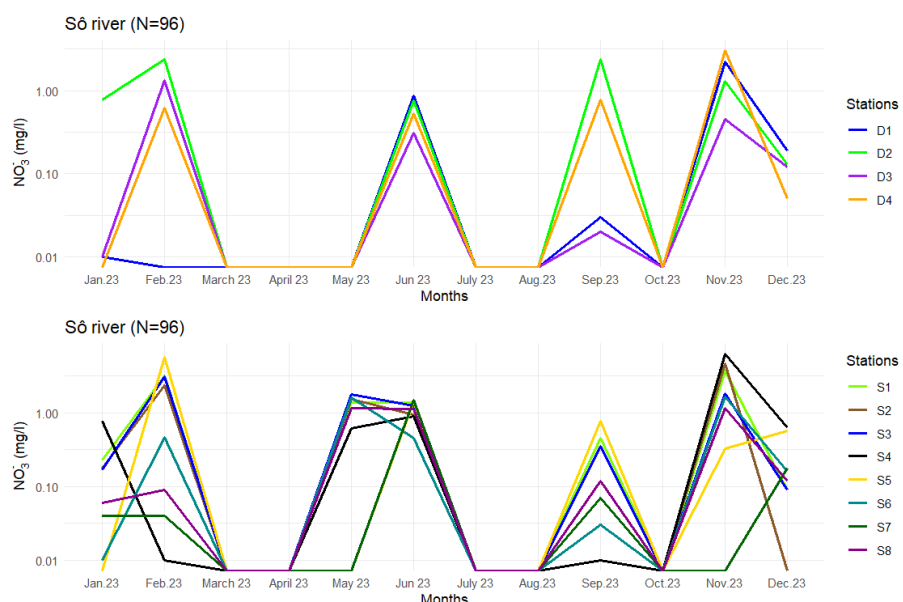 Sô river (N=96)
NO₃⁻ (mg/l)
1.00
0.10
0.01
Jan.23 Feb.23 March 23 April 23 May 23 Jun 23 July 23 Aug.23 Sep.23 Oct.23 Nov.23 Dec.23
Months
Stations
D1
D2
D3
D4
Sô river (N=96)
NO₃⁻ (mg/l)
1.00
0.10
0.01
Jan.23 Feb.23 March 23 April 23 May 23 Jun 23 July 23 Aug.23 Sep.23 Oct.23 Nov.23 Dec.23
Months
Stations
S1
S2
S3
S4
S5
S6
S7
S8